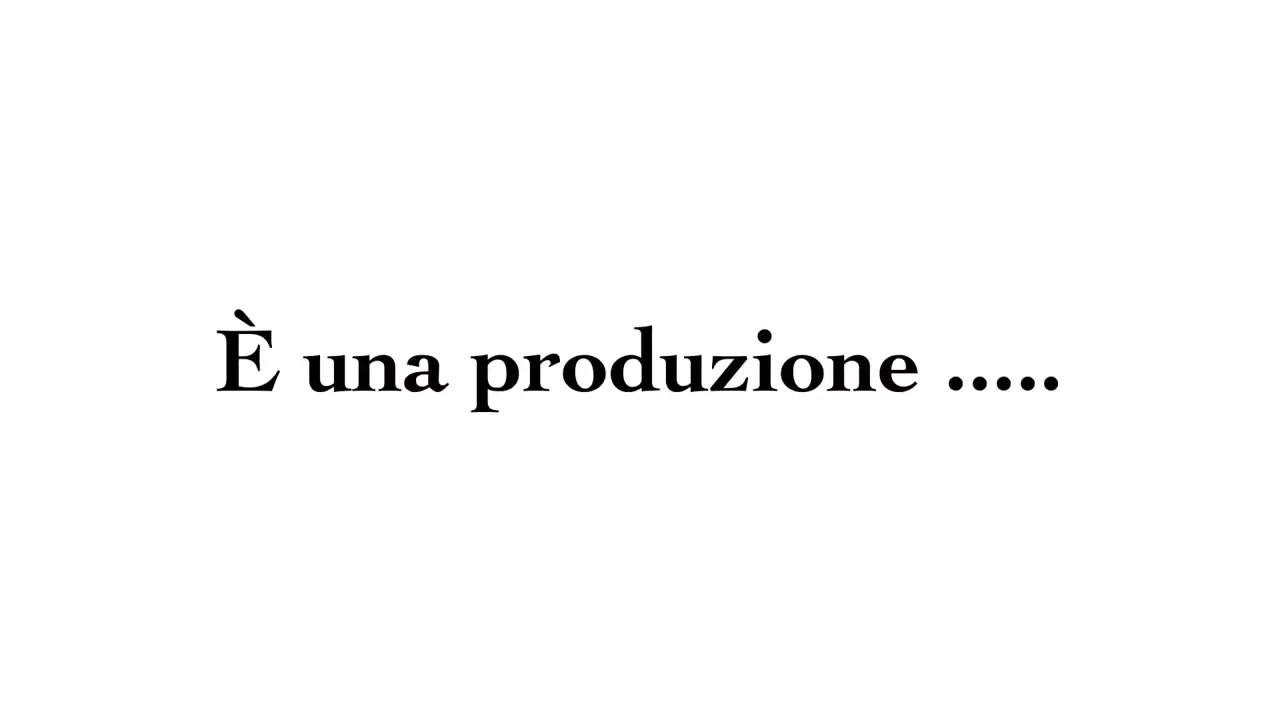 È una produzione .....